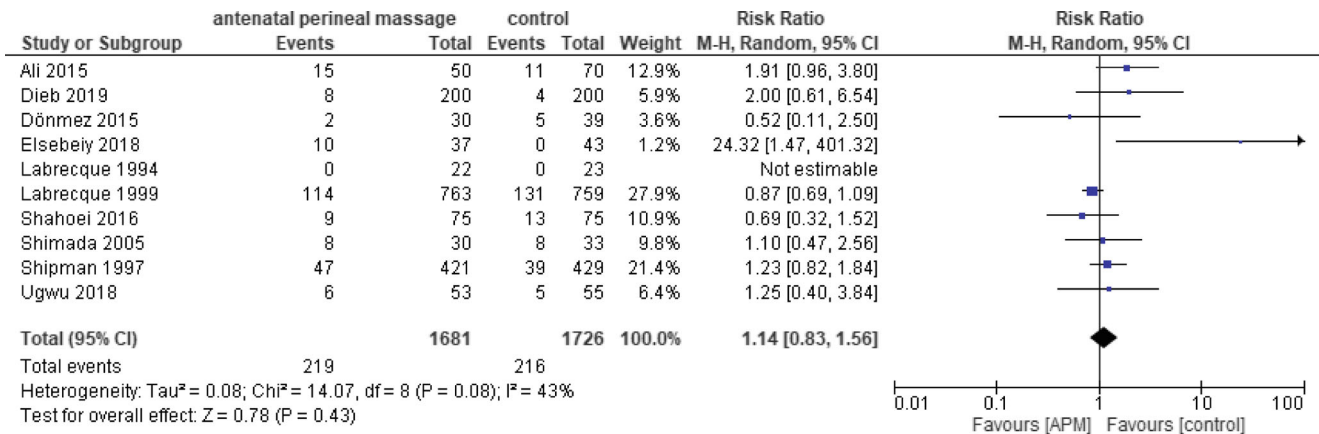 antenatal perineal massage control Risk Ratio Risk Ratio
Study or Subgroup Events Total Events Total Weight M-H, Random, 95% CI M-H, Random, 95% CI
Ali 2015 15 50 11 70 12.9% 1.91 [0.96, 3.80]
Dieb 2019 8 200 4 200 5.9% 2.00 [0.61, 6.54]
Dönmez 2015 2 30 5 39 3.6% 0.52 [0.11, 2.50]
Elsebeiy 2018 10 37 0 43 1.2% 24.32 [1.47, 401.32]
Labrecque 1994 0 22 0 23 Not estimable
Labrecque 1999 114 763 131 759 27.9% 0.87 [0.69, 1.09]
Shahoei 2016 9 75 13 75 10.9% 0.69 [0.32, 1.52]
Shimada 2005 8 30 8 33 9.8% 1.10 [0.47, 2.56]
Shipman 1997 47 421 39 429 21.4% 1.23 [0.82, 1.84]
Ugwu 2018 6 53 5 55 6.4% 1.25 [0.40, 3.84]
Total (95% CI) 1681 1726 100.0% 1.14 [0.83, 1.56]
Total events 219 216
Heterogeneity: Tau² = 0.08; Chi² = 14.07, df = 8 (P = 0.08); I² = 43%
Test for overall effect: Z = 0.78 (P = 0.43)
0.01 0.1 1 10 100
Favours [APM] Favours [control]